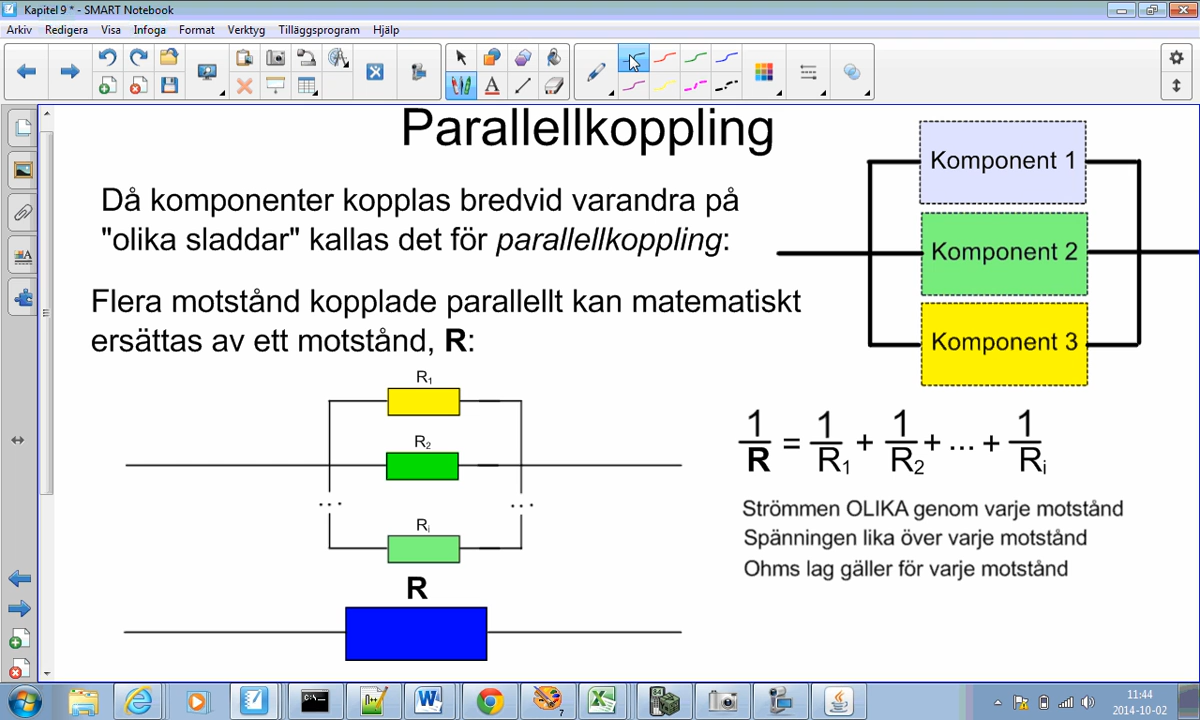 Kapitel 9 * - SMART Notebook
Arkiv Redigera Visa Infoga Format Verktyg Tilläggsprogram Hjälp
Parallellkoppling
Då komponenter kopplas bredvid varandra på
"olika sladdar" kallas det för parallellkoppling:
Flera motstånd kopplade parallellt kan matematiskt
ersättas av ett motstånd, R:
Komponent 1
Komponent 2
Komponent 3
R1
R2
... ...
Ri
R
1/R = 1/R1 + 1/R2 + ... + 1/Ri
Strömmen OLIKA genom varje motstånd
Spänningen lika över varje motstånd
Ohms lag gäller för varje motstånd
11:44
2014-10-02